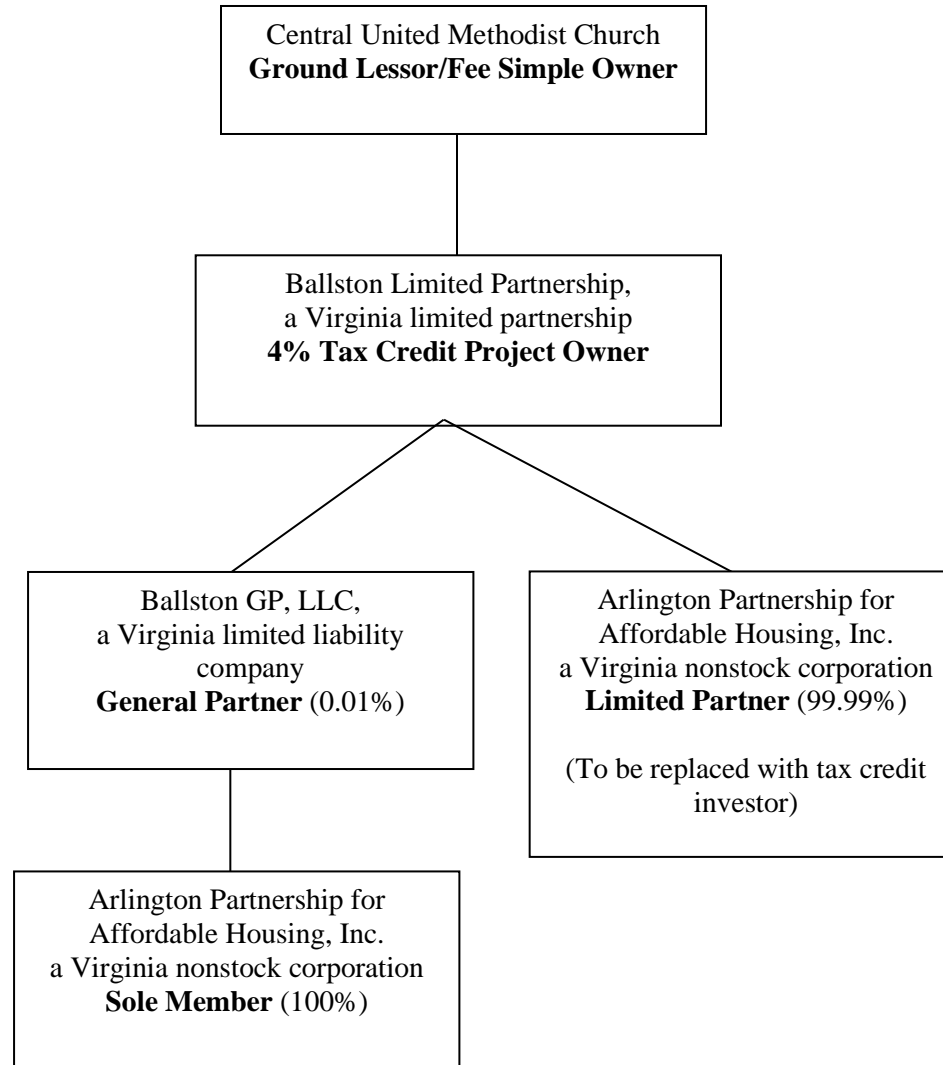 Central United Methodist Church
Ground Lessor/Fee Simple Owner
Ballston Limited Partnership,
a Virginia limited partnership
4% Tax Credit Project Owner
Ballston GP, LLC,
a Virginia limited liability
company
General Partner (0.01%)
Arlington Partnership for
Affordable Housing, Inc.
a Virginia nonstock corporation
Limited Partner (99.99%)
(To be replaced with tax credit
investor)
Arlington Partnership for
Affordable Housing, Inc.
a Virginia nonstock corporation
Sole Member (100%)